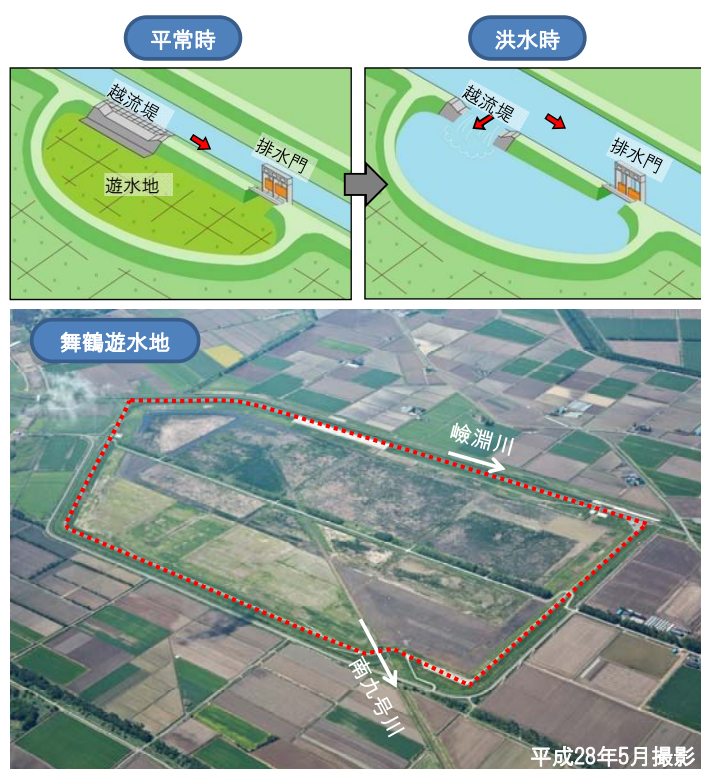 平常時
洪水時
越流堤
排水門
遊水地
越流堤
排水門
舞鶴遊水地
嶮淵川
南九号川
平成28年5月撮影